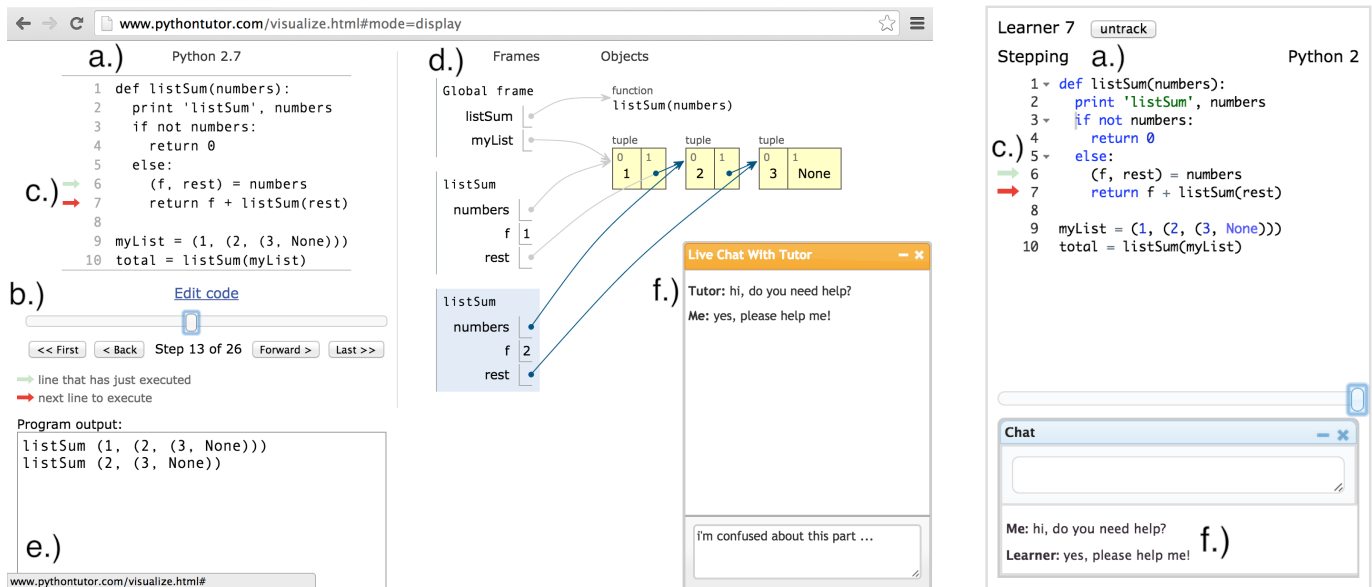 www.pythontutor.com/visualize.html#mode=display
a.)
Python 2.7
1 def listSum(numbers):
2 print 'listSum', numbers
3 if not numbers:
4 return 0
5 else:
c.)
6 (f, rest) = numbers
7 return f + listSum(rest)
8
9 myList = (1, (2, (3, None)))
10 total = listSum(myList)
b.)
Edit code
<< First < Back Step 13 of 26 Forward > Last >>
line that has just executed
next line to execute
Program output:
listSum (1, (2, (3, None)))
listSum (2, (3, None))
e.)
www.pythontutor.com/visualize.html#
d.)
Frames Objects
Global frame
listSum
myList
function
listSum(numbers)
tuple tuple tuple
0 1 0 1 0 1
1 2 3 None
listSum
numbers
f 1
rest
listSum
numbers
f 2
rest
f.)
Live Chat With Tutor
Tutor: hi, do you need help?
Me: yes, please help me!
i'm confused about this part ...
Learner 7 untrack
Stepping a.) Python 2
1 def listSum(numbers):
2 print 'listSum', numbers
3 if not numbers:
4 return 0
c.)
5 else:
6 (f, rest) = numbers
7 return f + listSum(rest)
8
9 myList = (1, (2, (3, None)))
10 total = listSum(myList)
Chat
Me: hi, do you need help?
Learner: yes, please help me!
f.)